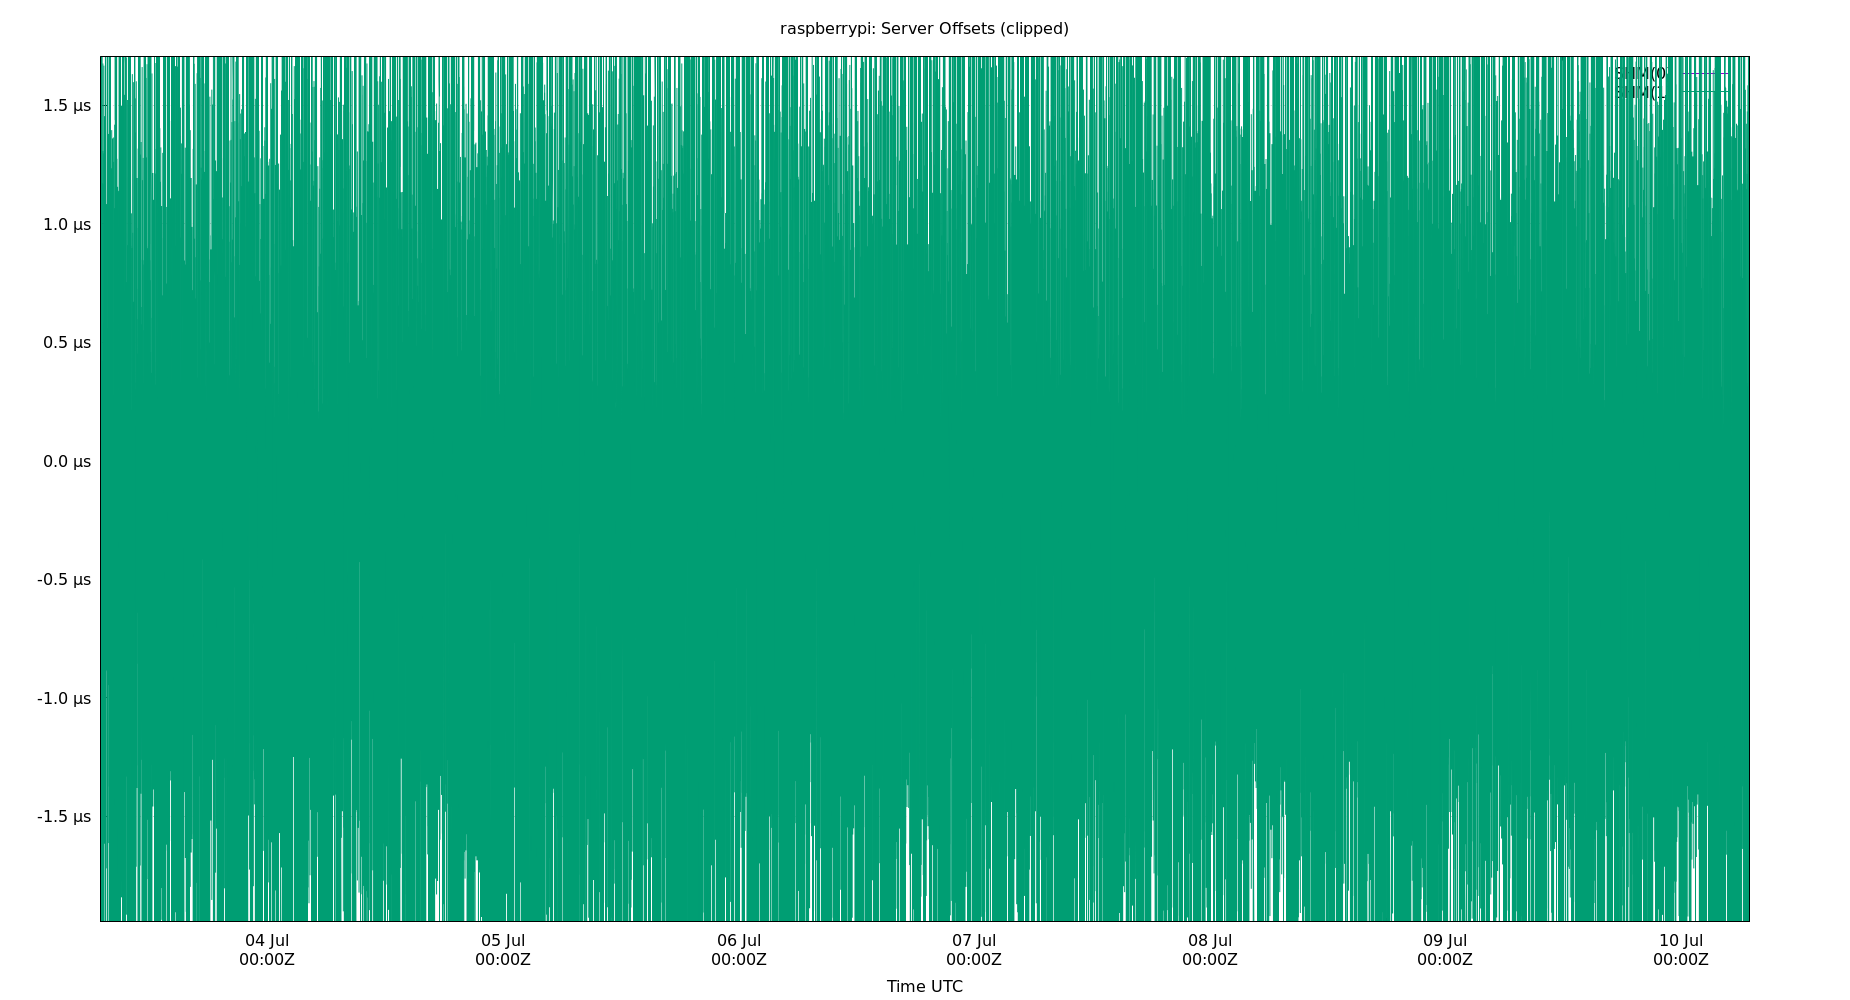 raspberrypi: Server Offsets (clipped)
SHM(0
1.5 µs
1.0 µs
0.5 µs
0.0 µs
-0.5 µs
-1.0 µs
-1.5 µs
04 Jul 05 Jul 06 Jul 07 Jul 08 Jul 09 Jul 10 Jul
00:00Z 00:00Z 00:00Z 00:00Z 00:00Z 00:00Z 00:00Z
Time UTC